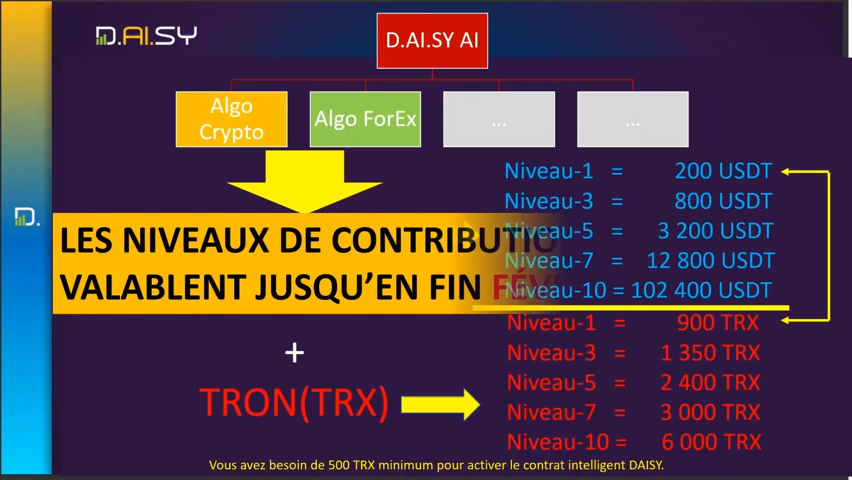 D.AI.SY
D.AI.SY AI
Algo
Crypto
Algo ForEx
...
...
Niveau-1 = 200 USDT
Niveau-3 = 800 USDT
Niveau-5 = 3 200 USDT
Niveau-7 = 12 800 USDT
Niveau-10 = 102 400 USDT
D.
LES NIVEAUX DE CONTRIBUTIO
VALABLENT JUSQU’EN FIN FÉV
Niveau-1 = 900 TRX
Niveau-3 = 1 350 TRX
Niveau-5 = 2 400 TRX
Niveau-7 = 3 000 TRX
Niveau-10 = 6 000 TRX
+
TRON(TRX)
Vous avez besoin de 500 TRX minimum pour activer le contrat intelligent DAISY.